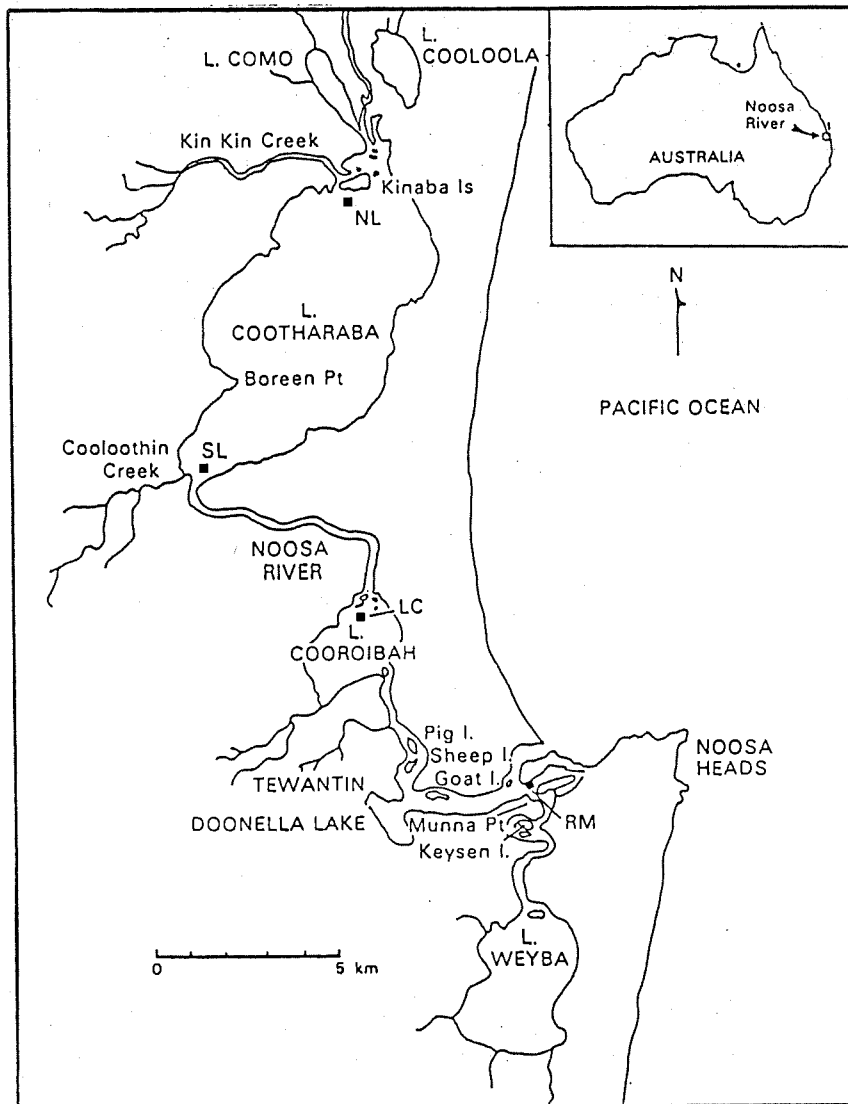 L. COMO
L.
COOLOOLA
Kin Kin Creek
Kinaba Is
NL
Noosa
River
AUSTRALIA
N
L.
COOTHARABA
Boreen Pt
PACIFIC OCEAN
Cooloothin
Creek
SL
NOOSA
RIVER
LC
L.
COOROIBAH
Pig I.
Sheep I.
Goat I.
NOOSA
HEADS
TEWANTIN
DOONELLA LAKE
Munna Pt
Keysen I.
RM
L.
WEYBA
0 5 km